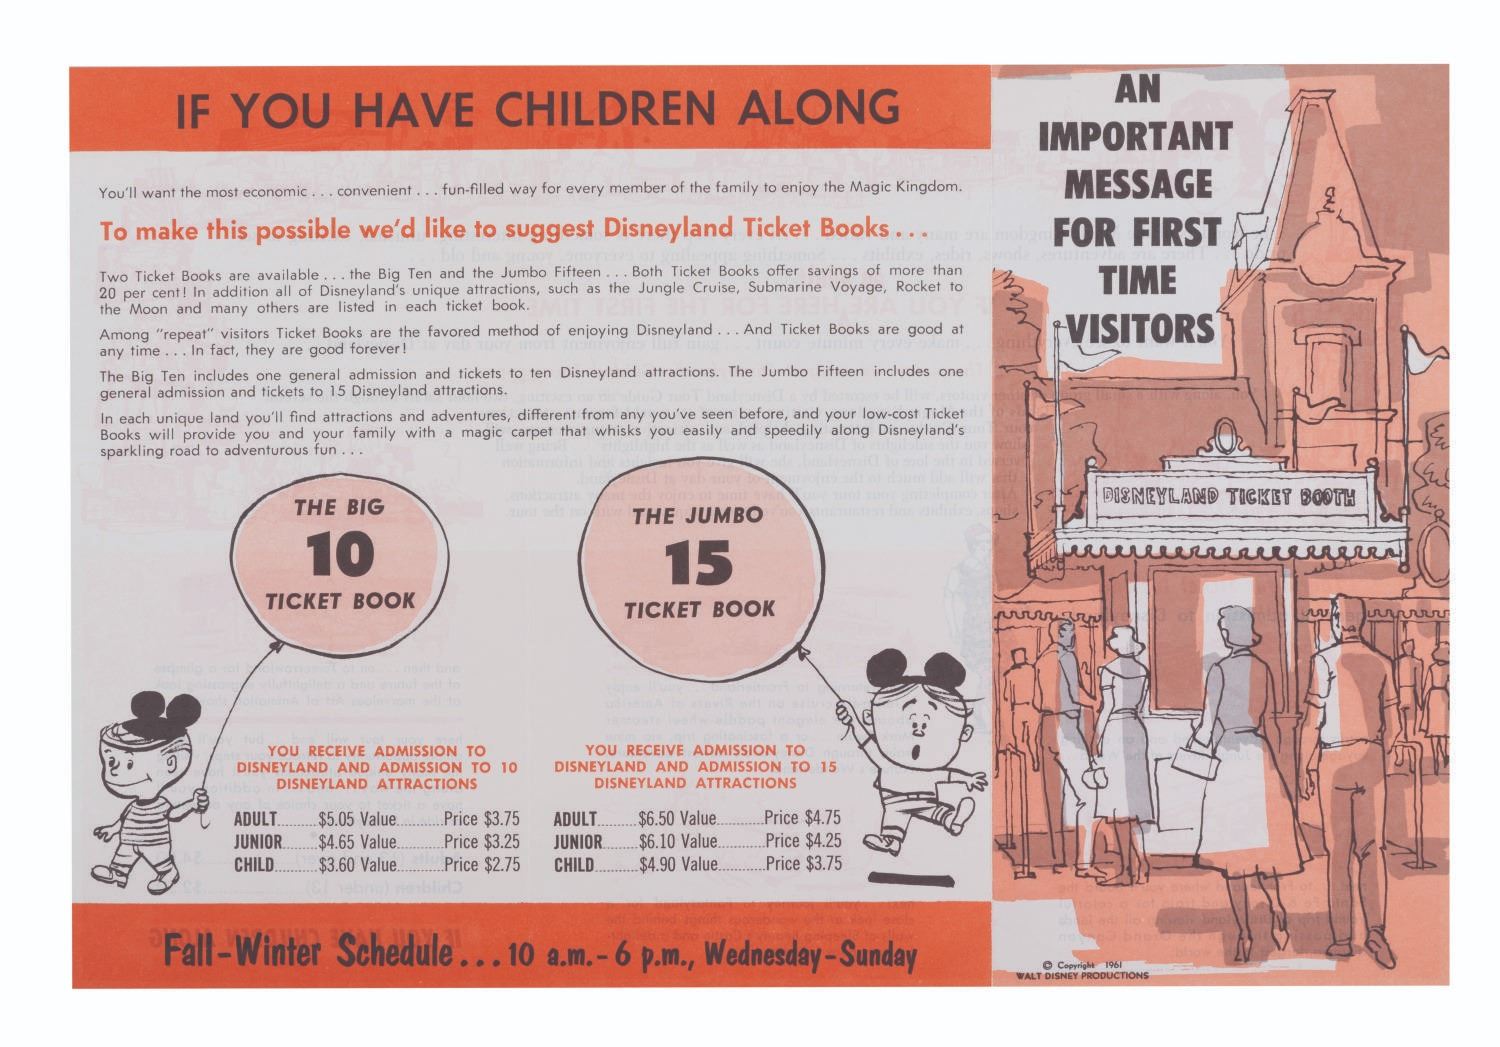 IF YOU HAVE CHILDREN ALONG
You'll want the most economic . . . convenient . . . fun-filled way for every member of the family to enjoy the Magic Kingdom.
To make this possible we'd like to suggest Disneyland Ticket Books . . .
Two Ticket Books are available . . . the Big Ten and the Jumbo Fifteen . . . Both Ticket Books offer savings of more than
20 per cent! In addition all of Disneyland's unique attractions, such as the Jungle Cruise, Submarine Voyage, Rocket to
the Moon and many others are listed in each ticket book.
Among "repeat" visitors Ticket Books are the favored method of enjoying Disneyland . . . And Ticket Books are good at
any time . . . In fact, they are good forever!
The Big Ten includes one general admission and tickets to ten Disneyland attractions. The Jumbo Fifteen includes one
general admission and tickets to 15 Disneyland attractions.
In each unique land you'll find attractions and adventures, different from any you've seen before, and your low-cost Ticket
Books will provide you and your family with a magic carpet that whisks you easily and speedily along Disneyland's
sparkling road to adventurous fun . . .
THE BIG
10
TICKET BOOK
YOU RECEIVE ADMISSION TO
DISNEYLAND AND ADMISSION TO 10
DISNEYLAND ATTRACTIONS
ADULT..........$5.05 Value...........Price $3.75
JUNIOR.........$4.65 Value...........Price $3.25
CHILD...........$3.60 Value...........Price $2.75
THE JUMBO
15
TICKET BOOK
YOU RECEIVE ADMISSION TO
DISNEYLAND AND ADMISSION TO 15
DISNEYLAND ATTRACTIONS
ADULT..........$6.50 Value...........Price $4.75
JUNIOR.........$6.10 Value...........Price $4.25
CHILD...........$4.90 Value...........Price $3.75
Fall-Winter Schedule . . . 10 a.m. - 6 p.m., Wednesday-Sunday
AN
IMPORTANT
MESSAGE
FOR FIRST
TIME
VISITORS
DISNEYLAND TICKET BOOTH
© Copyright 1961
WALT DISNEY PRODUCTIONS